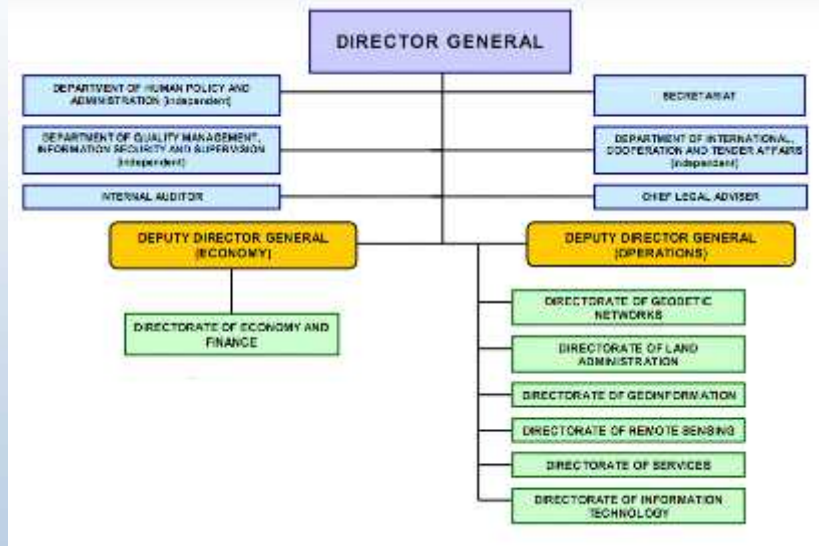 DIRECTOR GENERAL
DEPARTMENT OF HUMAN POLICY AND
ADMINISTRATION (independent)
SECRETARIAT
DEPARTMENT OF QUALITY MANAGEMENT,
INFORMATION SECURITY AND SUPERVISION
(independent)
DEPARTMENT OF INTERNATIONAL,
COOPERATION AND TENDER AFFAIRS
(independent)
INTERNAL AUDITOR
CHIEF LEGAL ADVISER
DEPUTY DIRECTOR GENERAL
(ECONOMY)
DEPUTY DIRECTOR GENERAL
(OPERATIONS)
DIRECTORATE OF ECONOMY AND
FINANCE
DIRECTORATE OF GEODETIC
NETWORKS
DIRECTORATE OF LAND
ADMINISTRATION
DIRECTORATE OF GEOINFORMATION
DIRECTORATE OF REMOTE SENSING
DIRECTORATE OF SERVICES
DIRECTORATE OF INFORMATION
TECHNOLOGY